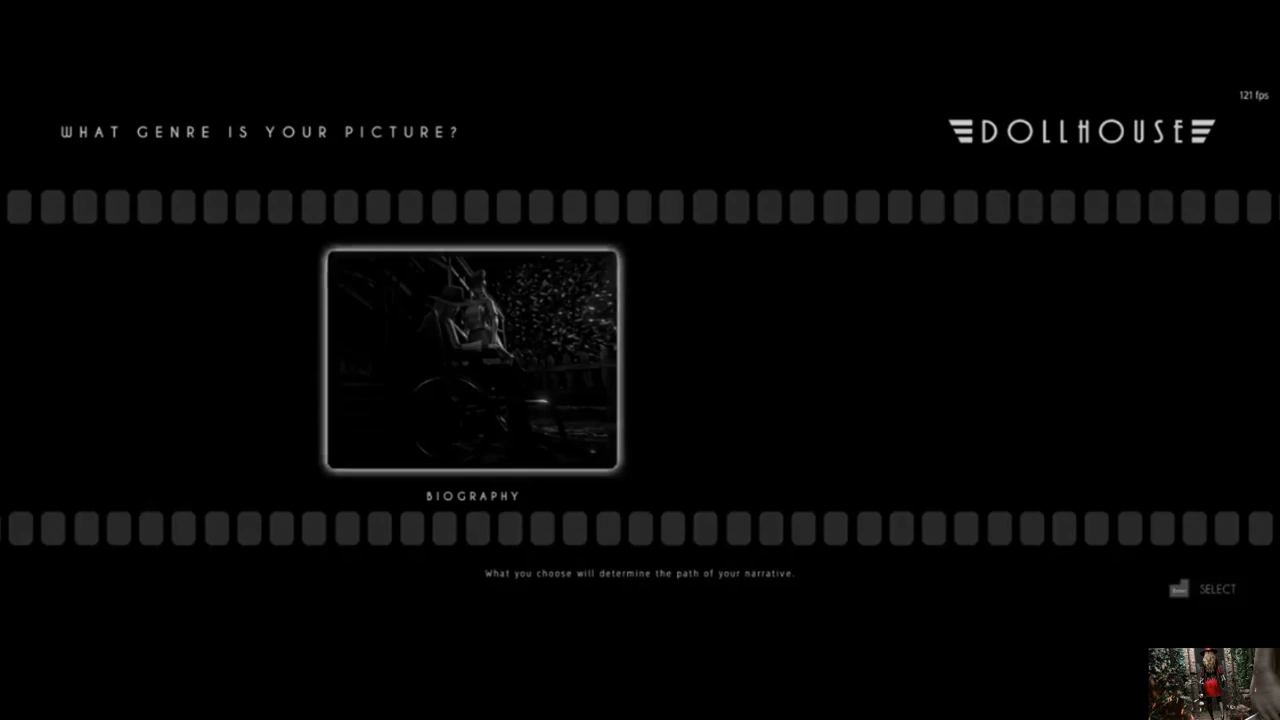 121 fps
WHAT GENRE IS YOUR PICTURE?
DOLLHOUSE
BIOGRAPHY
What you choose will determine the path of your narrative.
SELECT